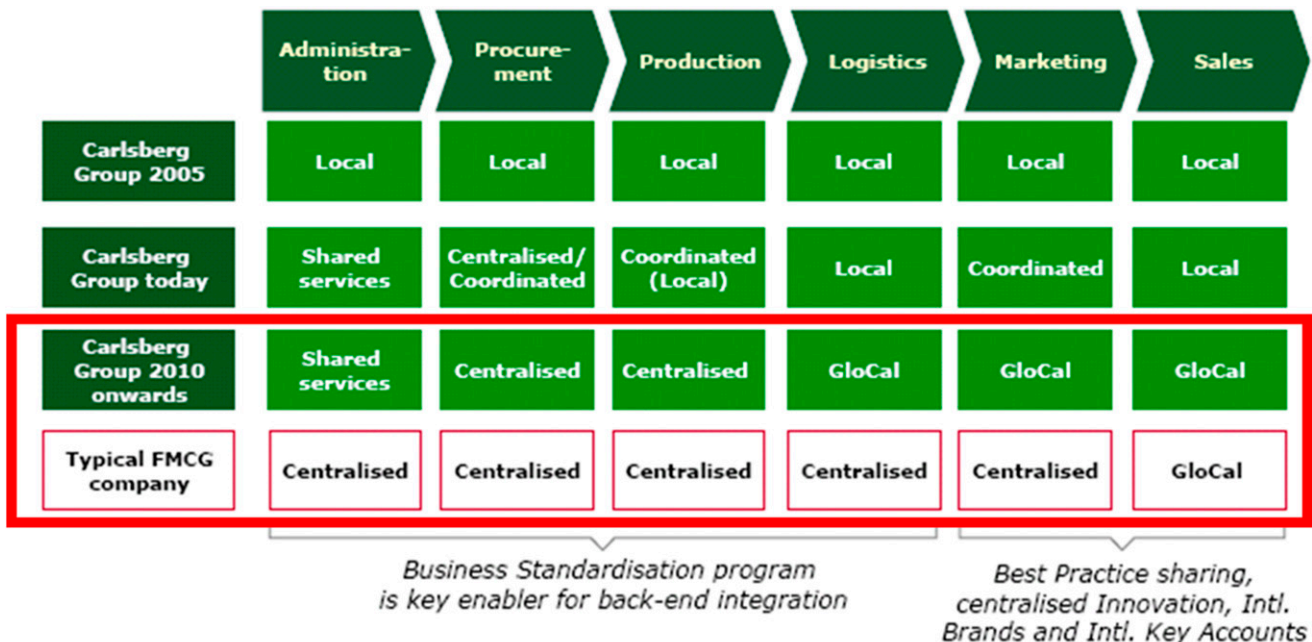 Administra-
tion
Procure-
ment
Production
Logistics
Marketing
Sales
Carlsberg
Group 2005
Local
Local
Local
Local
Local
Local
Carlsberg
Group today
Shared
services
Centralised/
Coordinated
Coordinated
(Local)
Local
Coordinated
Local
Carlsberg
Group 2010
onwards
Shared
services
Centralised
Centralised
GloCal
GloCal
GloCal
Typical FMCG
company
Centralised
Centralised
Centralised
Centralised
Centralised
GloCal
Business Standardisation program
is key enabler for back-end integration
Best Practice sharing,
centralised Innovation, Intl.
Brands and Intl. Key Accounts